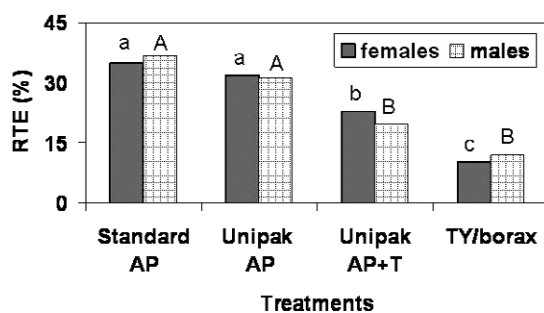 45
30
15
0
RTE (%)
a A a A b B c B
females males
Standard AP
Unipak AP
Unipak AP+T
TY/borax
Treatments